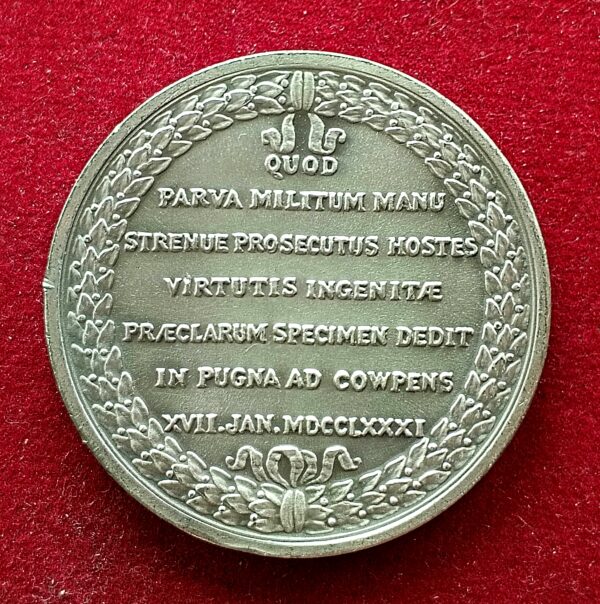 QUOD
PARVA MILITUM MANU
STRENUE PROSECUTUS HOSTES
VIRTUTIS INGENITÆ
PRÆCLARUM SPECIMEN DEDIT
IN PUGNA AD COWPENS
XVII. JAN. MDCCLXXXI